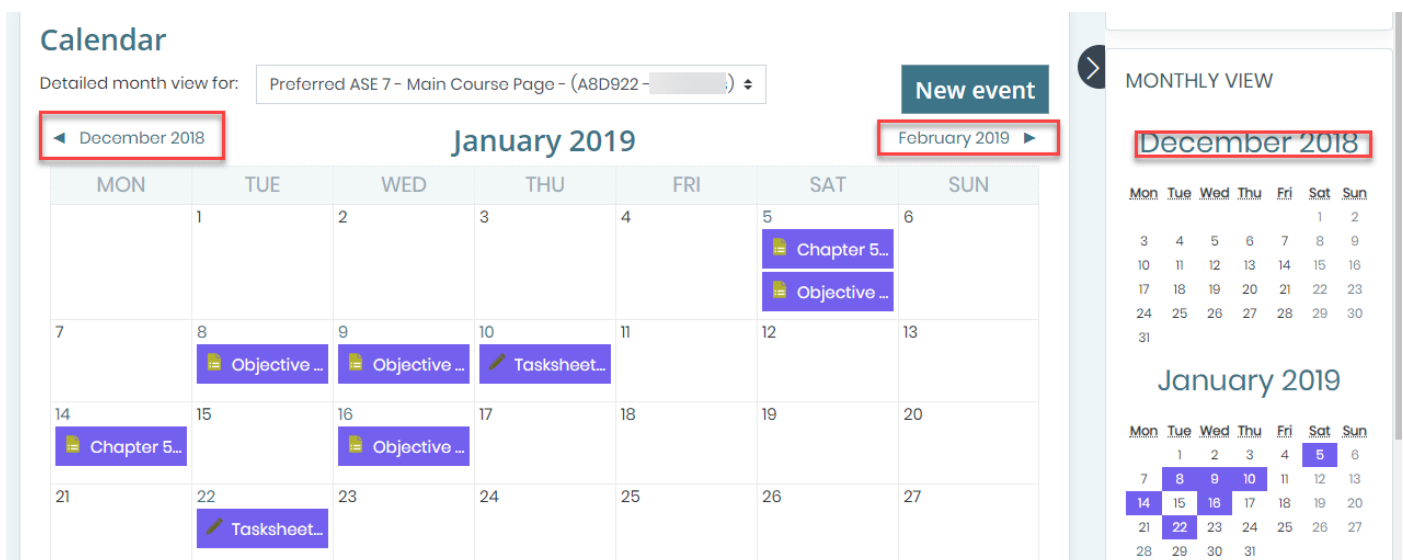 Calendar
Detailed month view for: Preferred ASE 7 - Main Course Page - (A8D922 - )
New event
◄ December 2018 January 2019 February 2019 ►
MON TUE WED THU FRI SAT SUN
1 2 3 4 5 6
Chapter 5...
Objective ...
7 8 9 10 11 12 13
Objective ... Objective ... Tasksheet...
14 15 16 17 18 19 20
Chapter 5... Objective ...
21 22 23 24 25 26 27
Tasksheet...
MONTHLY VIEW
December 2018
Mon Tue Wed Thu Fri Sat Sun
1 2
3 4 5 6 7 8 9
10 11 12 13 14 15 16
17 18 19 20 21 22 23
24 25 26 27 28 29 30
31
January 2019
Mon Tue Wed Thu Fri Sat Sun
1 2 3 4 5 6
7 8 9 10 11 12 13
14 15 16 17 18 19 20
21 22 23 24 25 26 27
28 29 30 31